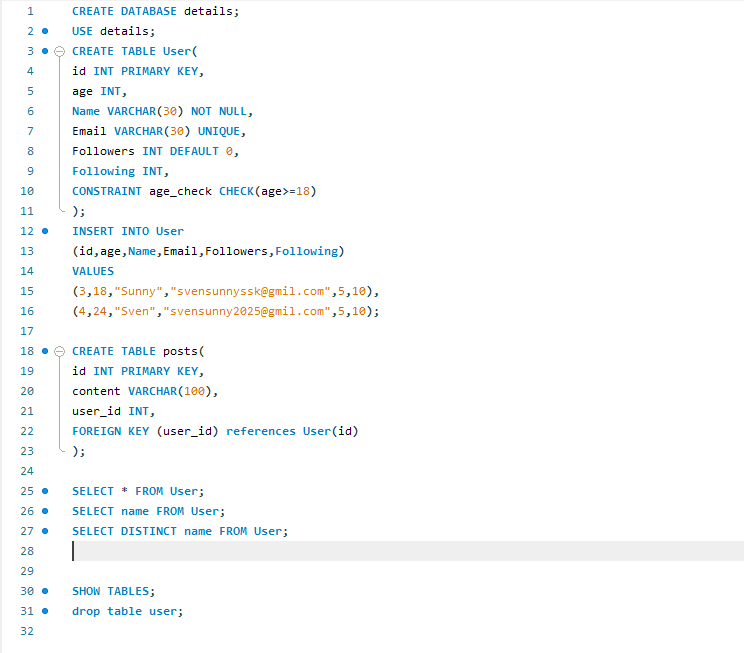 1 CREATE DATABASE details;
2 USE details;
3 CREATE TABLE User(
4 id INT PRIMARY KEY,
5 age INT,
6 Name VARCHAR(30) NOT NULL,
7 Email VARCHAR(30) UNIQUE,
8 Followers INT DEFAULT 0,
9 Following INT,
10 CONSTRAINT age_check CHECK(age>=18)
11 );
12 INSERT INTO User
13 (id,age,Name,Email,Followers,Following)
14 VALUES
15 (3,18,"Sunny","svensunnyssk@gmil.com",5,10),
16 (4,24,"Sven","svensunny2025@gmil.com",5,10);
17
18 CREATE TABLE posts(
19 id INT PRIMARY KEY,
20 content VARCHAR(100),
21 user_id INT,
22 FOREIGN KEY (user_id) references User(id)
23 );
24
25 SELECT * FROM User;
26 SELECT name FROM User;
27 SELECT DISTINCT name FROM User;
28
29
30 SHOW TABLES;
31 drop table user;
32